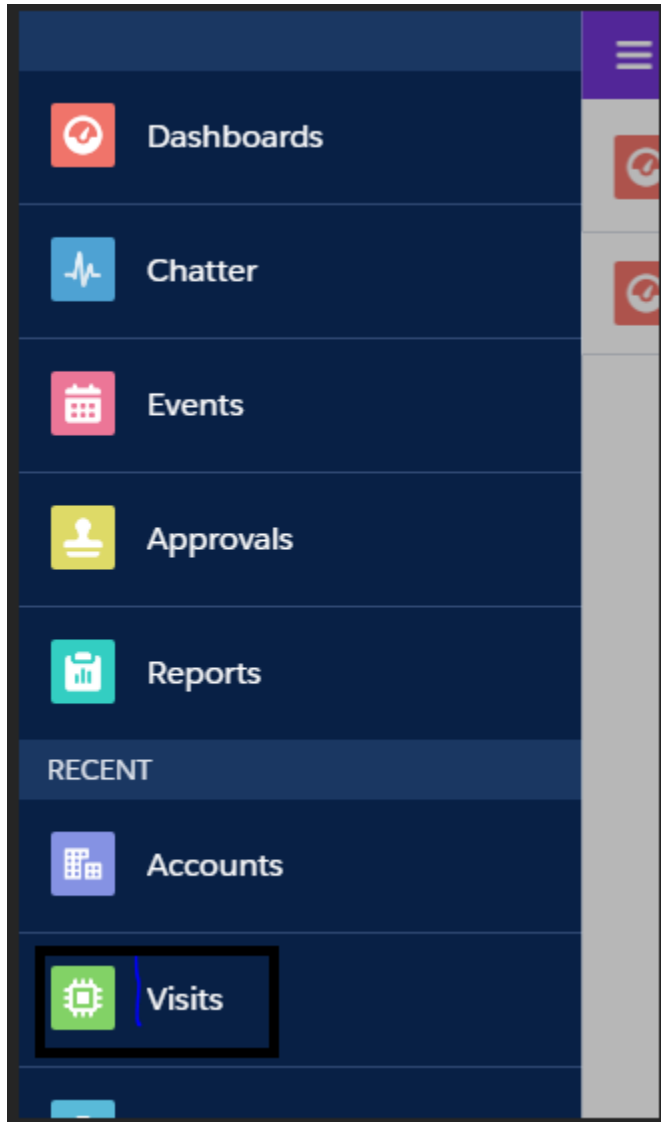 Dashboards
Chatter
Events
Approvals
Reports
RECENT
Accounts
Visits